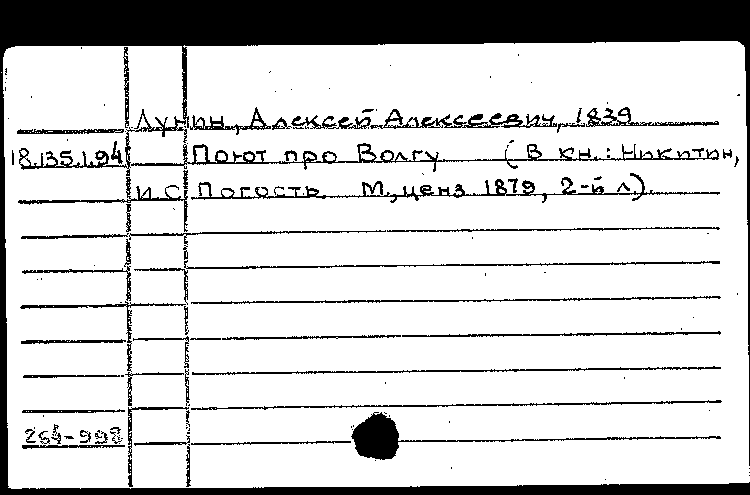 Лунин, Алексей Алексеевич, 1839
18.135.1.94 Поют про Волгу (В кн.: Никитин,
И.С. Погость М., ценз 1879, 2-й л).
264-998